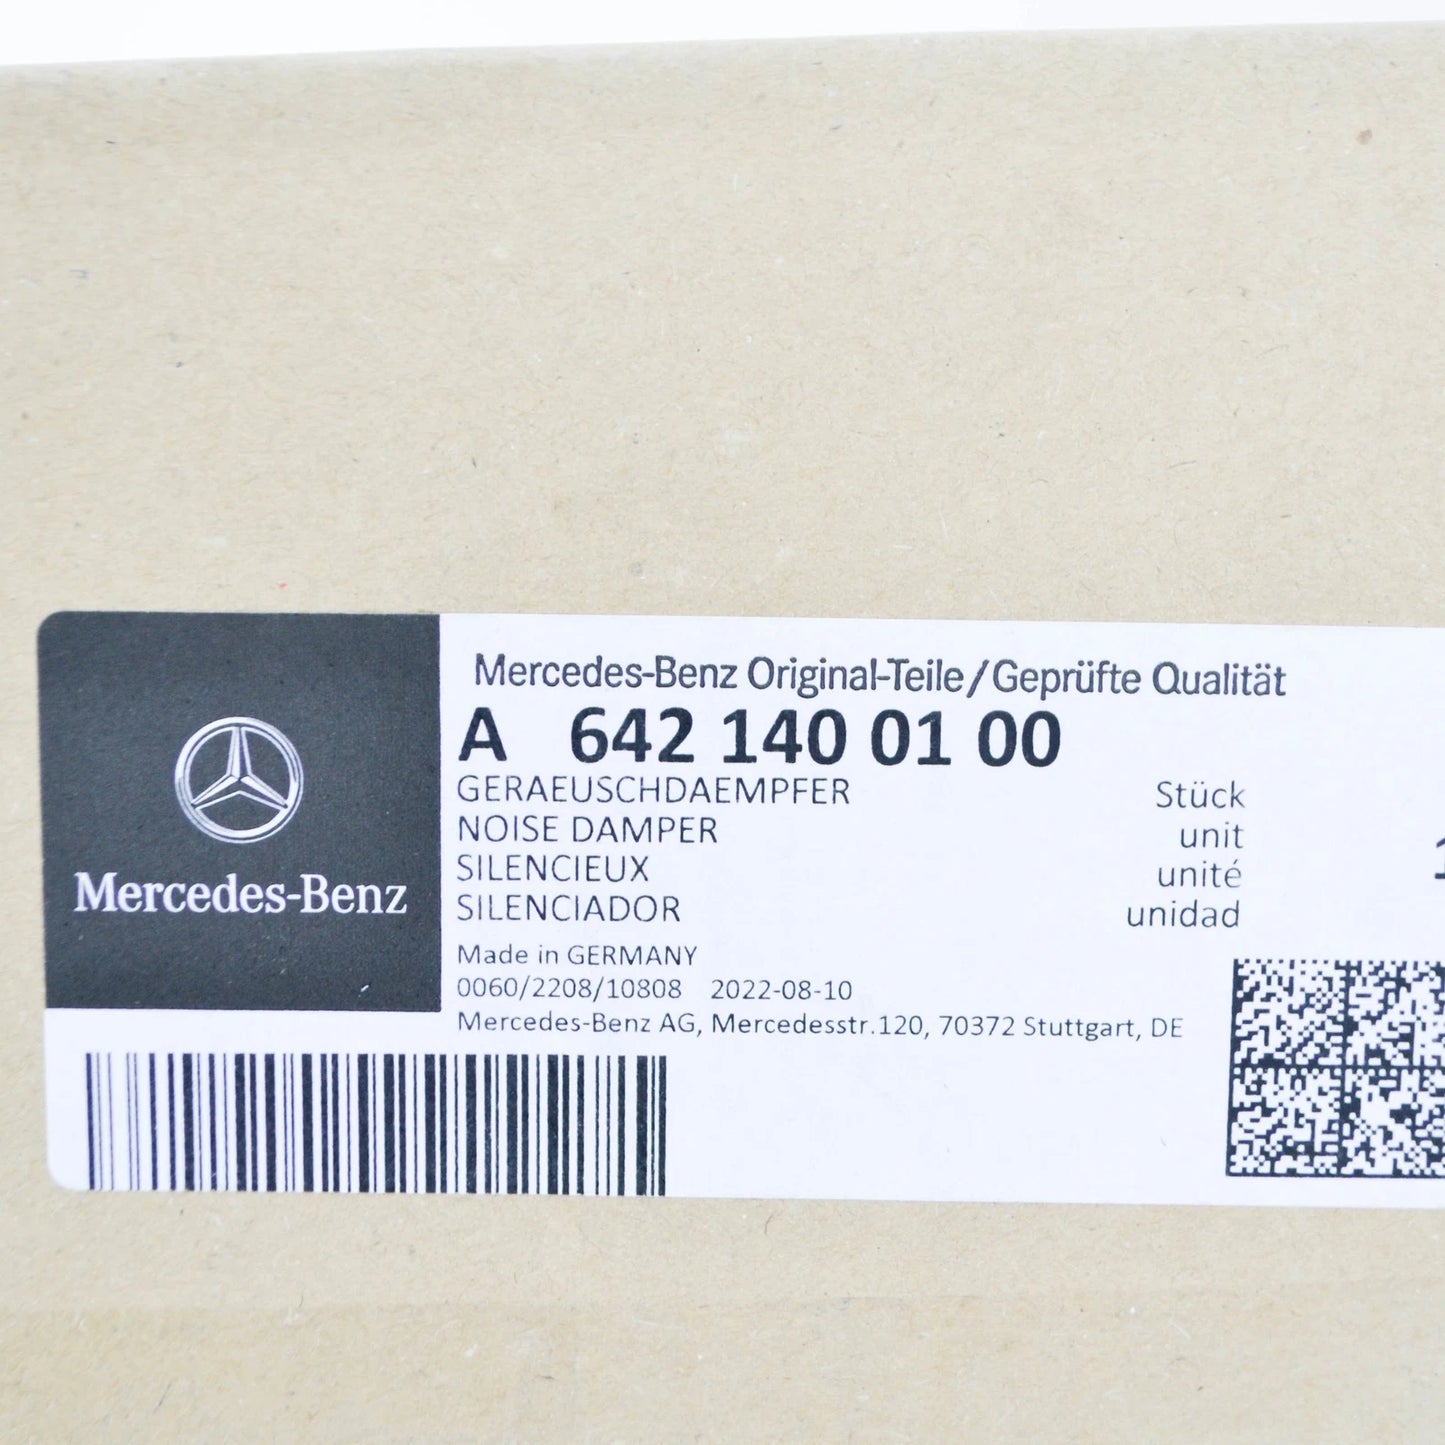 Mercedes-Benz
Mercedes-Benz Original-Teile/Geprüfte Qualität
A 642 140 01 00
GERAEUSCHDAEMPFER Stück
NOISE DAMPER unit
SILENCIEUX unité
SILENCIADOR unidad
Made in GERMANY
0060/2208/10808 2022-08-10
Mercedes-Benz AG, Mercedesstr.120, 70372 Stuttgart, DE